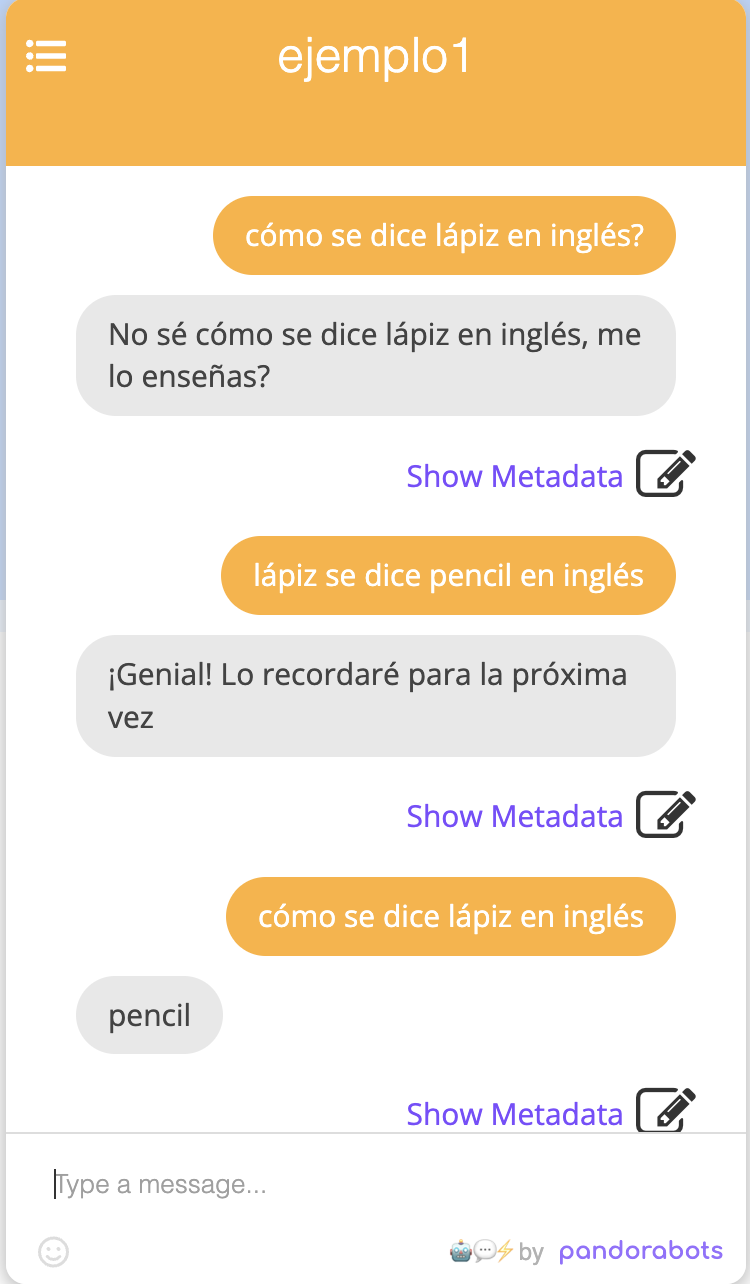 ejemplo1
cómo se dice lápiz en inglés?
No sé cómo se dice lápiz en inglés, me
lo enseñas?
Show Metadata
lápiz se dice pencil en inglés
¡Genial! Lo recordaré para la próxima
vez
Show Metadata
cómo se dice lápiz en inglés
pencil
Show Metadata
Type a message...
by pandorabots